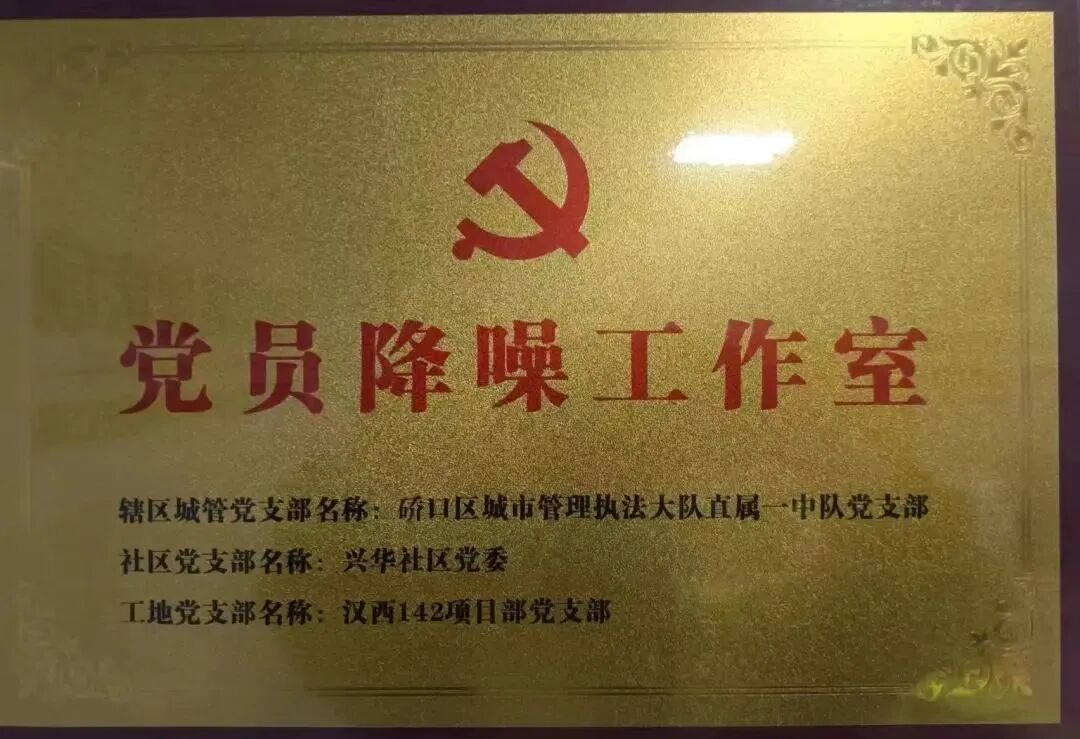 党员降噪工作室
辖区城管党支部名称：硚口区城市管理执法大队直属一中队党支部
社区党支部名称：兴华社区党委
工地党支部名称：汉西142项目部党支部